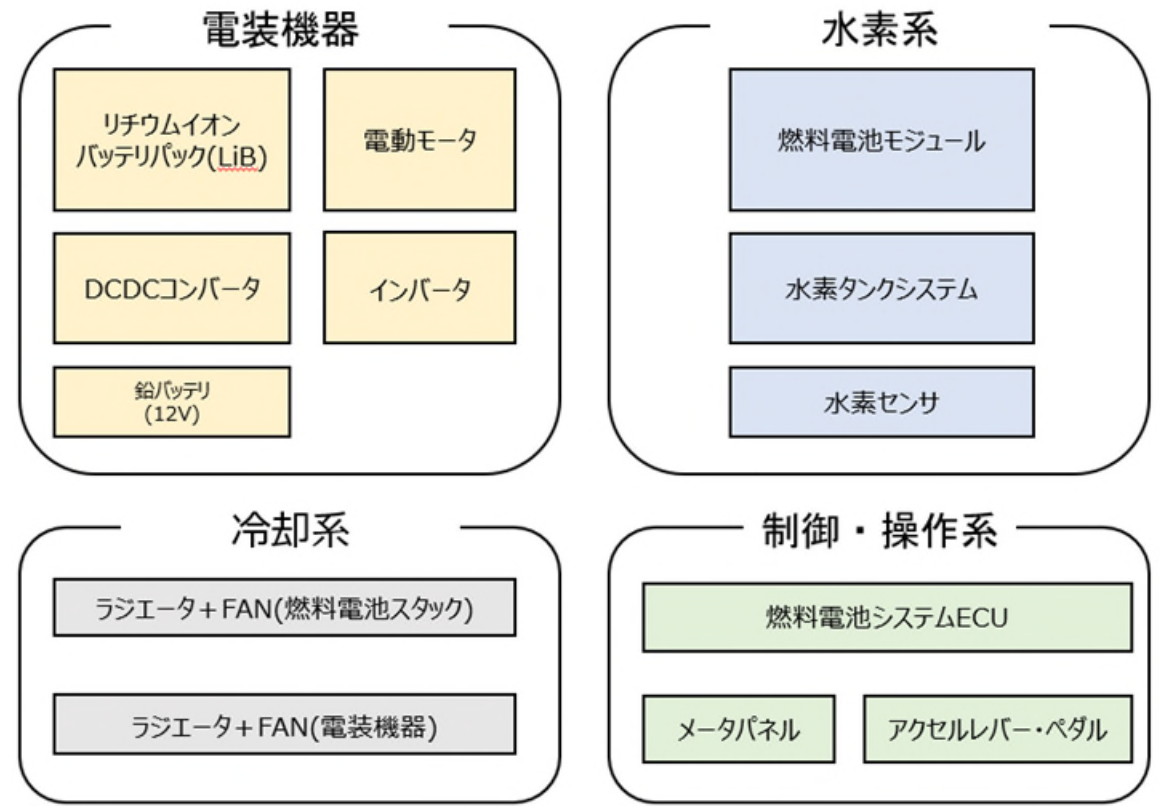 電装機器
リチウムイオン
バッテリパック(LiB)
電動モータ
DCDCコンバータ
インバータ
鉛バッテリ
(12V)
水素系
燃料電池モジュール
水素タンクシステム
水素センサ
冷却系
ラジエータ+FAN(燃料電池スタック)
ラジエータ+FAN(電装機器)
制御・操作系
燃料電池システムECU
メータパネル
アクセルレバー・ペダル